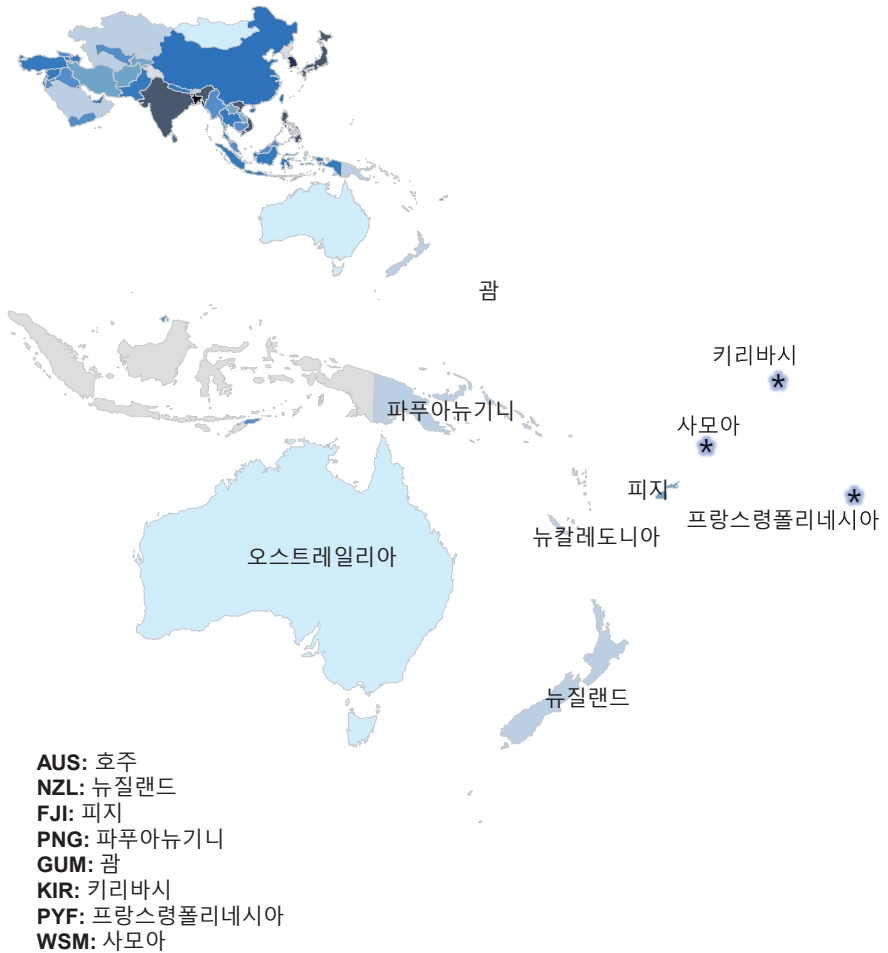 괌
키리바시
*
파푸아뉴기니
사모아
*
피지
*
프랑스령폴리네시아
뉴칼레도니아
오스트레일리아
뉴질랜드
AUS: 호주
NZL: 뉴질랜드
FJI: 피지
PNG: 파푸아뉴기니
GUM: 괌
KIR: 키리바시
PYF: 프랑스령폴리네시아
WSM: 사모아